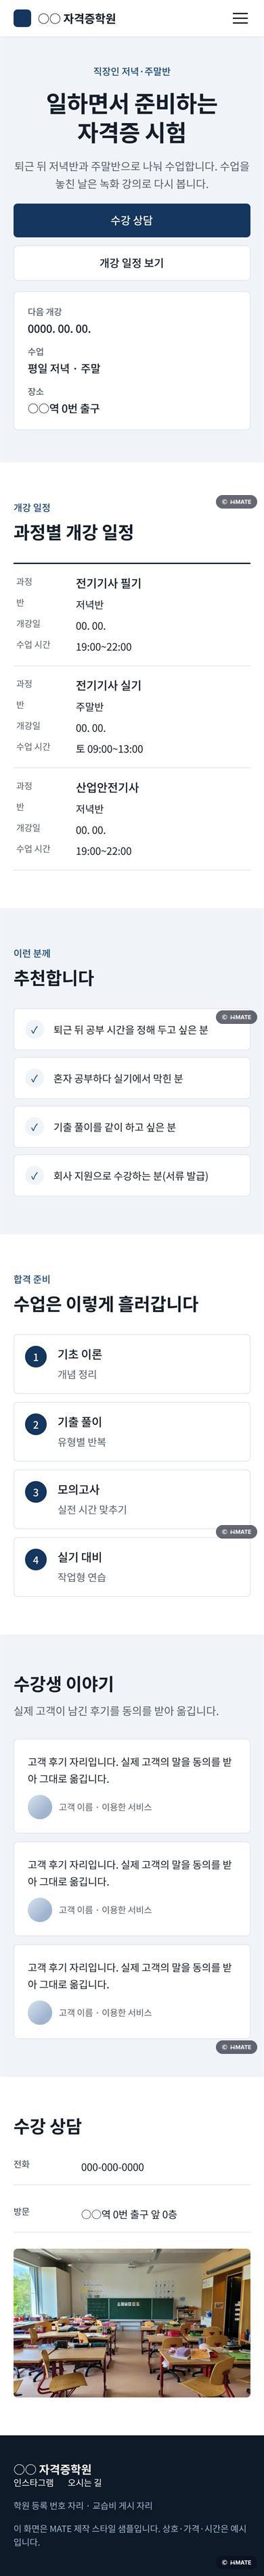 ○○ 자격증학원
직장인 저녁·주말반
일하면서 준비하는
자격증 시험
퇴근 뒤 저녁반과 주말반으로 나눠 수업합니다. 수업을
놓친 날은 녹화 강의로 다시 봅니다.
수강 상담
개강 일정 보기
다음 개강
0000. 00. 00.
수업
평일 저녁 · 주말
장소
○○역 0번 출구
© MATE
개강 일정
과정별 개강 일정
과정 전기기사 필기
반 저녁반
개강일 00. 00.
수업 시간 19:00~22:00
과정 전기기사 실기
반 주말반
개강일 00. 00.
수업 시간 토 09:00~13:00
과정 산업안전기사
반 저녁반
개강일 00. 00.
수업 시간 19:00~22:00
이런 분께
추천합니다
© MATE
✓ 퇴근 뒤 공부 시간을 정해 두고 싶은 분
✓ 혼자 공부하다 실기에서 막힌 분
✓ 기출 풀이를 같이 하고 싶은 분
✓ 회사 지원으로 수강하는 분(서류 발급)
합격 준비
수업은 이렇게 흘러갑니다
1 기초 이론
개념 정리
2 기출 풀이
유형별 반복
3 모의고사
실전 시간 맞추기
© MATE
4 실기 대비
작업형 연습
수강생 이야기
실제 고객이 남긴 후기를 동의를 받아 옮깁니다.
고객 후기 자리입니다. 실제 고객의 말을 동의를 받
아 그대로 옮깁니다.
고객 이름 · 이용한 서비스
고객 후기 자리입니다. 실제 고객의 말을 동의를 받
아 그대로 옮깁니다.
고객 이름 · 이용한 서비스
고객 후기 자리입니다. 실제 고객의 말을 동의를 받
아 그대로 옮깁니다.
고객 이름 · 이용한 서비스
© MATE
수강 상담
전화 000-000-0000
방문 ○○역 0번 출구 앞 0층
○○ 자격증학원
인스타그램 오시는 길
학원 등록 번호 자리 · 교습비 게시 자리
이 화면은 MATE 제작 스타일 샘플입니다. 상호·가격·시간은 예시
입니다.
© MATE